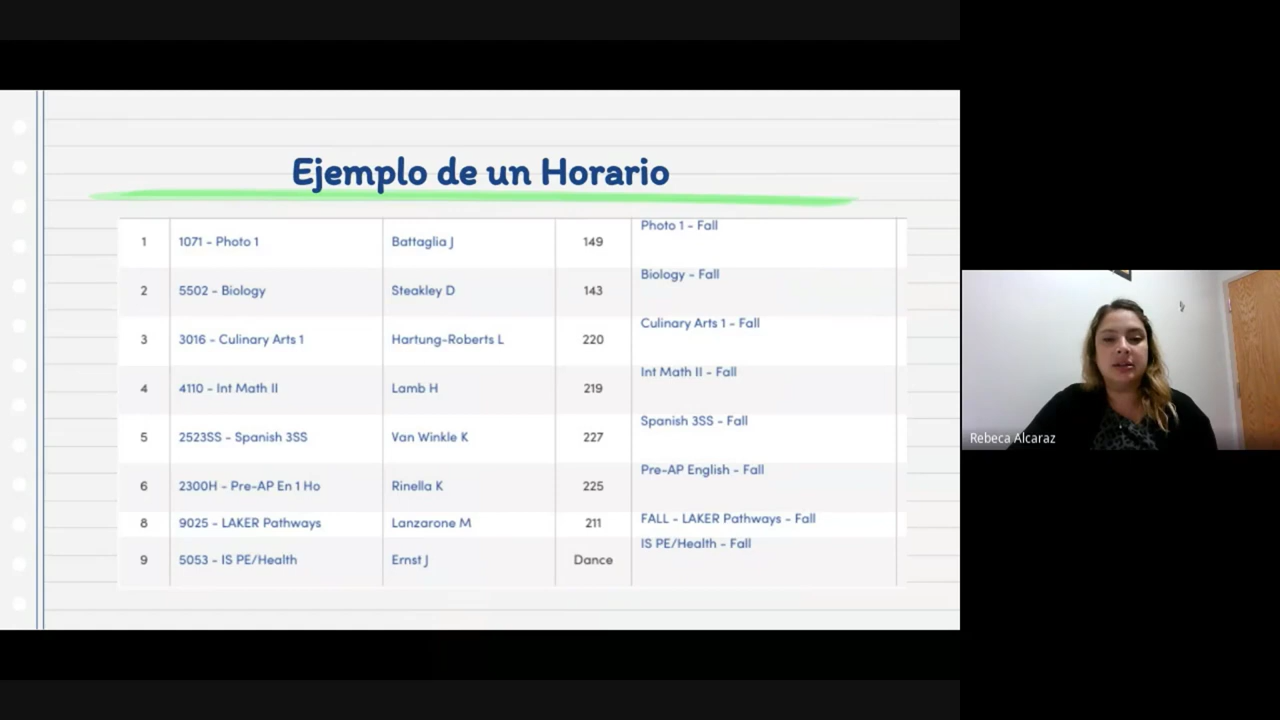 Ejemplo de un Horario
1 1071 - Photo 1 Battaglia J 149 Photo 1 - Fall
2 5502 - Biology Steakley D 143 Biology - Fall
3 3016 - Culinary Arts 1 Hartung-Roberts L 220 Culinary Arts 1 - Fall
4 4110 - Int Math II Lamb H 219 Int Math II - Fall
5 2523SS - Spanish 3SS Van Winkle K 227 Spanish 3SS - Fall
6 2300H - Pre-AP En 1 Ho Rinella K 225 Pre-AP English - Fall
8 9025 - LAKER Pathways Lanzarone M 211 FALL - LAKER Pathways - Fall
9 5053 - IS PE/Health Ernst J Dance IS PE/Health - Fall
Rebeca Alcaraz